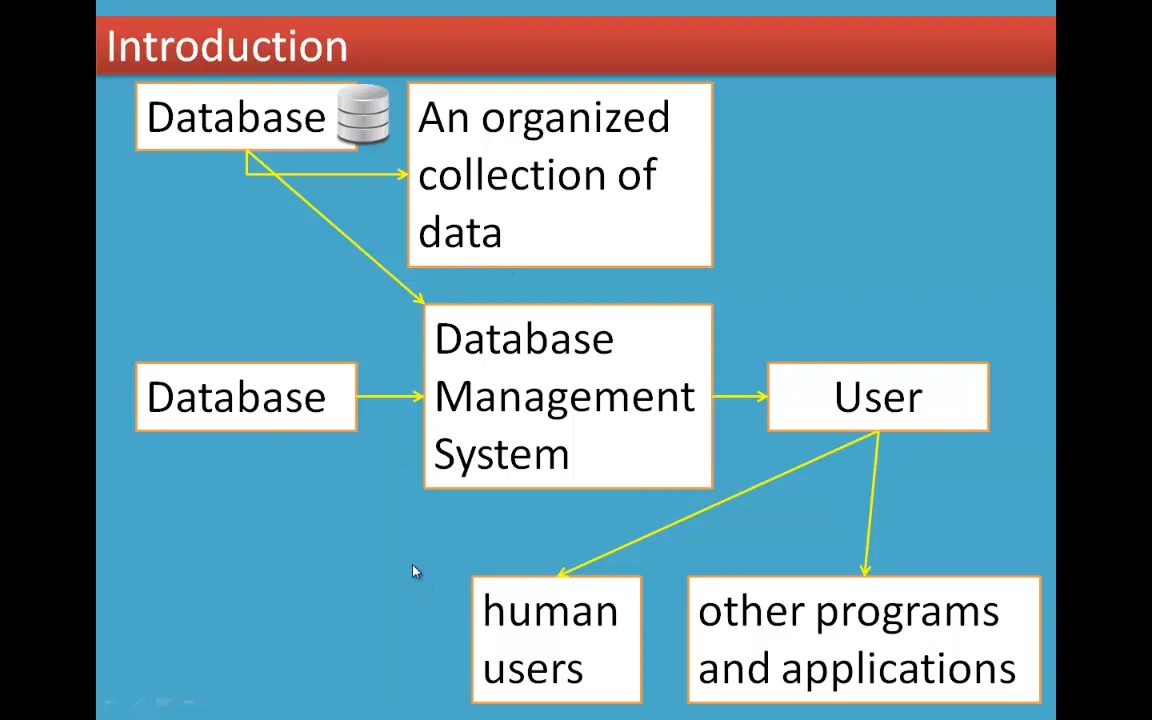 Introduction
Database
An organized
collection of
data
Database
Database
Management
System
User
human
users
other programs
and applications